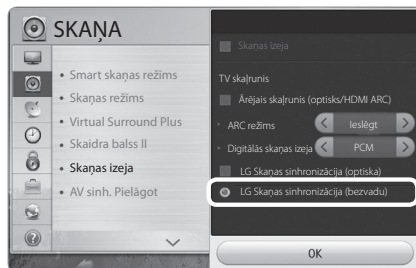 SKAŅA
• Smart skaņas režīms
• Skaņas režīms
• Virtual Surround Plus
• Skaidra balss II
• Skaņas izeja
• AV sinh. Pielāgot
Skaņas izeja
TV skaļrunis
Ārējais skaļrunis (optisks/HDMI ARC)
• ARC režīms < Ieslēgt >
• Digitālās skaņas izeja < PCM >
LG Skaņas sinhronizācija (optiska)
LG Skaņas sinhronizācija (bezvadu)
OK